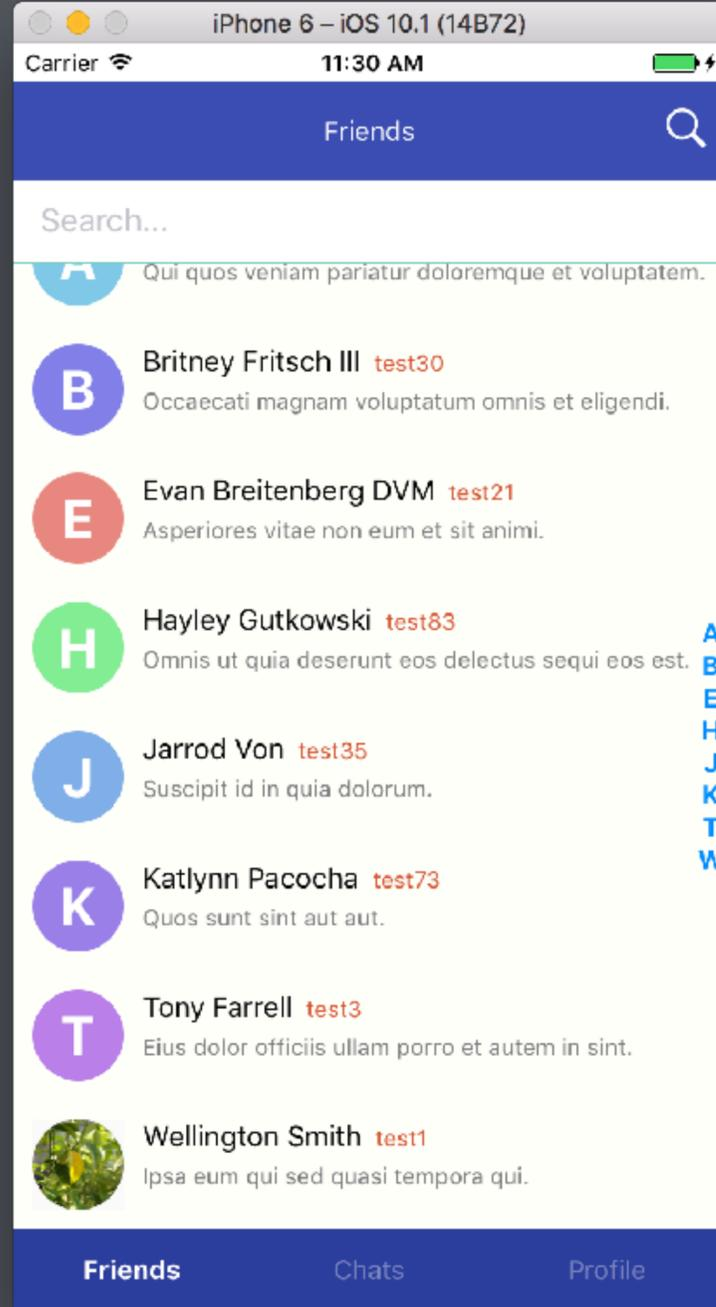 iPhone 6 – iOS 10.1 (14B72)
Carrier 11:30 AM
Friends
Search...
A
Qui quos veniam pariatur doloremque et voluptatem.
B
Britney Fritsch III test30
Occaecati magnam voluptatum omnis et eligendi.
E
Evan Breitenberg DVM test21
Asperiores vitae non eum et sit animi.
H
Hayley Gutkowski test83
Omnis ut quia deserunt eos delectus sequi eos est.
J
Jarrod Von test35
Suscipit id in quia dolorum.
K
Katlynn Pacocha test73
Quos sunt sint aut aut.
T
Tony Farrell test3
Eius dolor officiis ullam porro et autem in sint.
Wellington Smith test1
Ipsa eum qui sed quasi tempora qui.
A
B
E
H
J
K
T
W
Friends Chats Profile